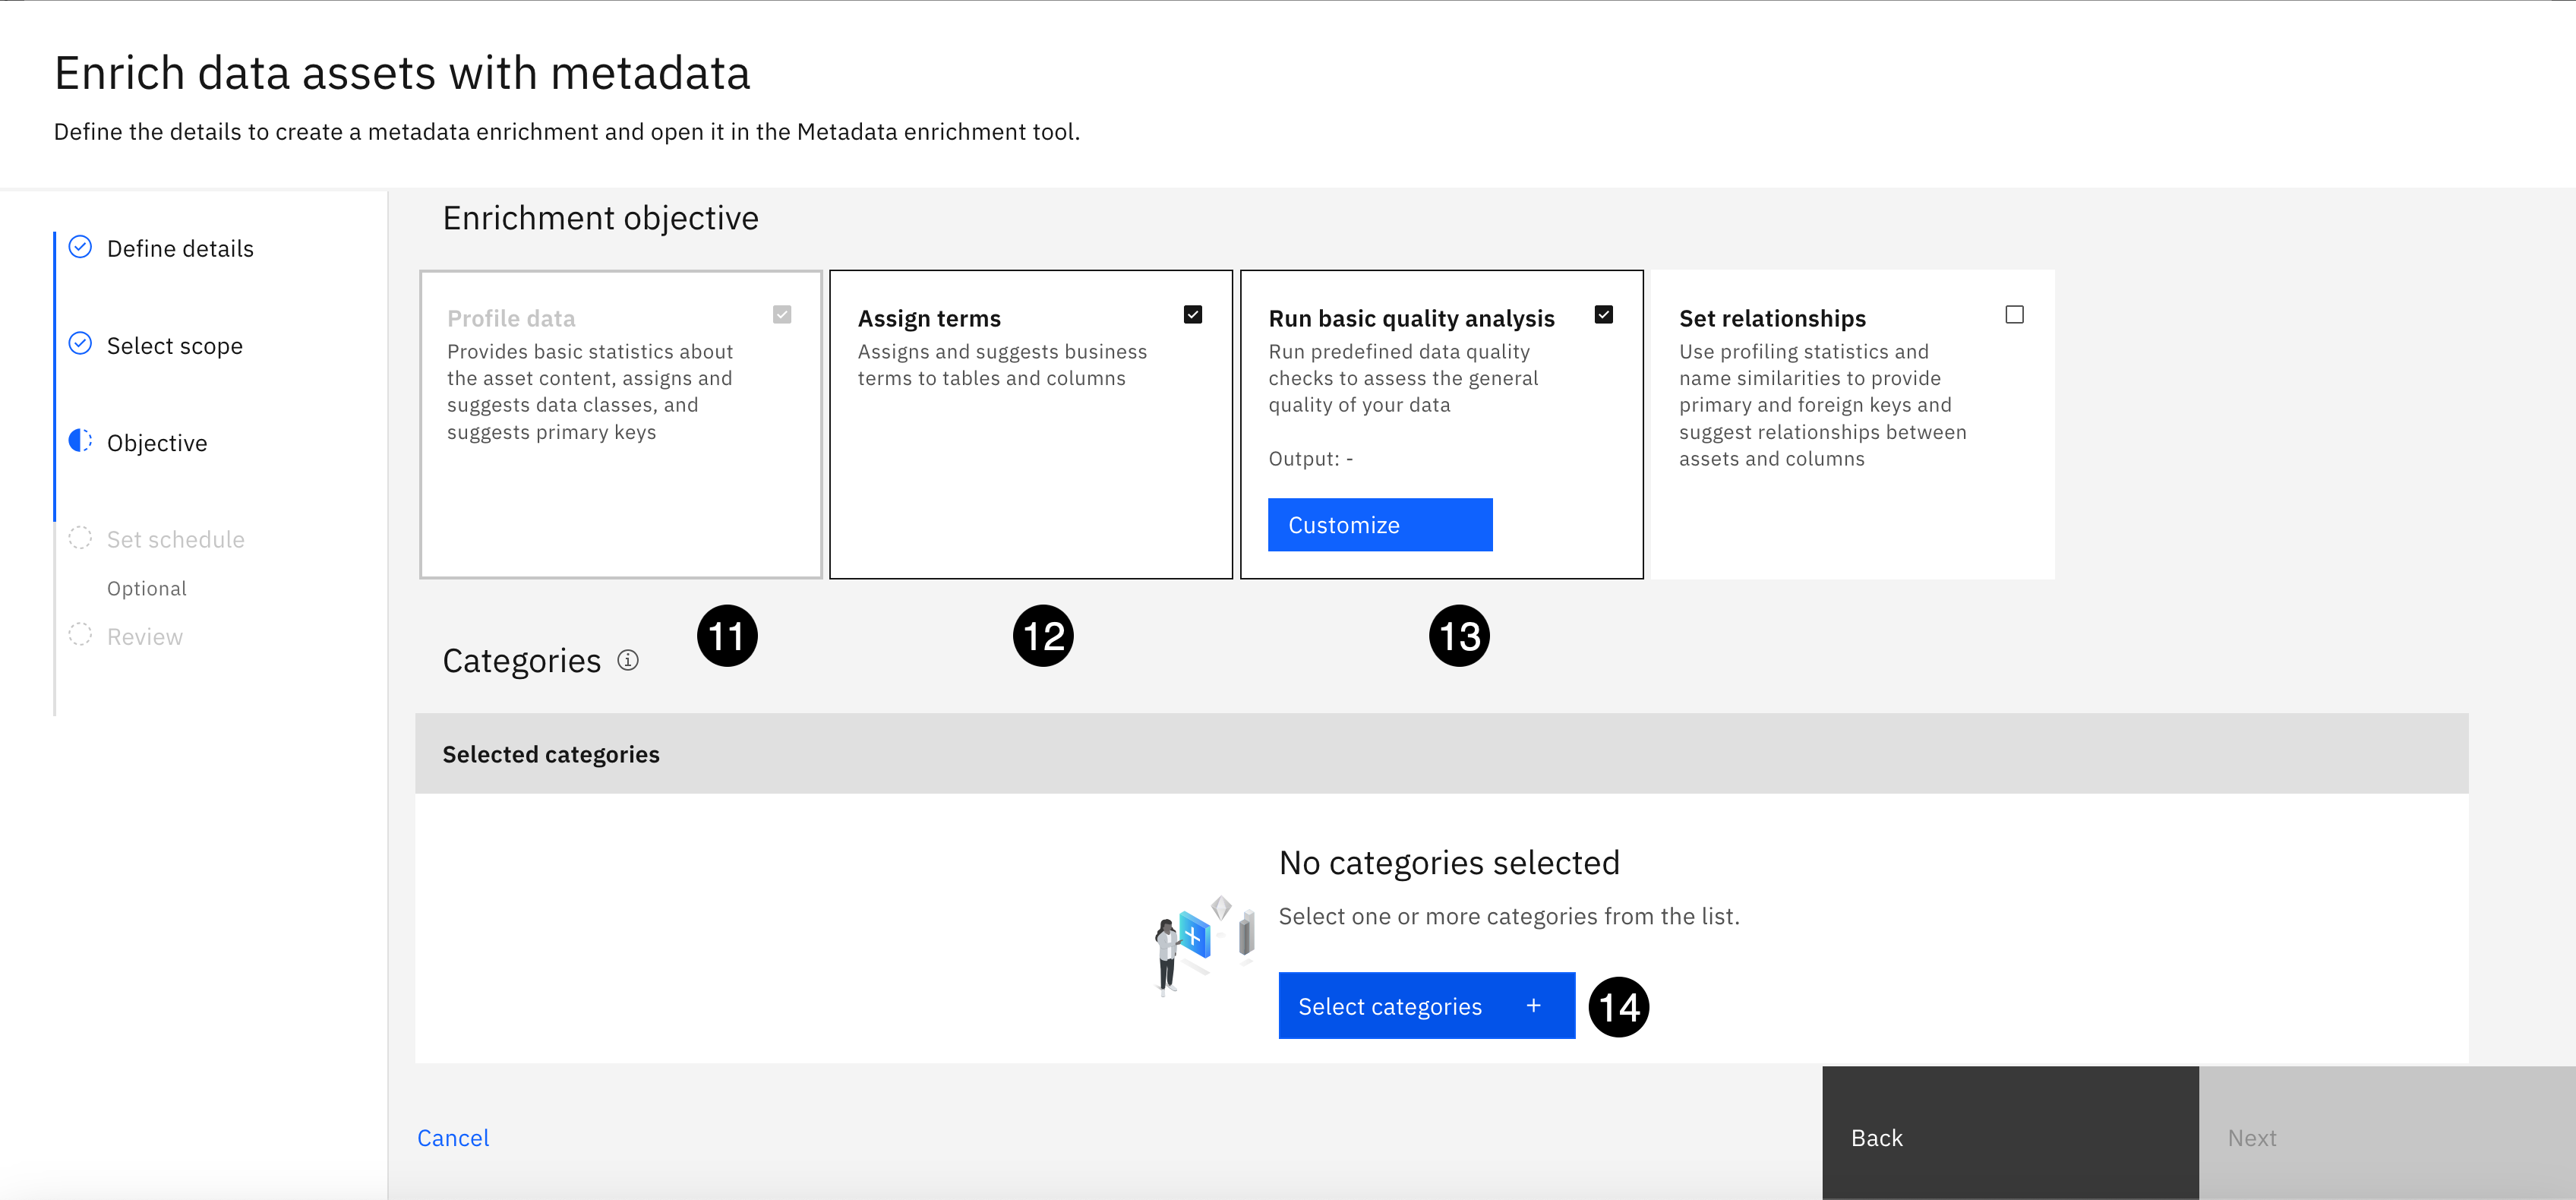 Enrich data assets with metadata
Define the details to create a metadata enrichment and open it in the Metadata enrichment tool.
Define details
Select scope
Objective
Set schedule
Optional
Review
Enrichment objective
Profile data
Provides basic statistics about
the asset content, assigns and
suggests data classes, and
suggests primary keys
Assign terms
Assigns and suggests business
terms to tables and columns
Run basic quality analysis
Run predefined data quality
checks to assess the general
quality of your data
Output: -
Customize
Set relationships
Use profiling statistics and
name similarities to provide
primary and foreign keys and
suggest relationships between
assets and columns
11
12
13
Categories
Selected categories
No categories selected
Select one or more categories from the list.
Select categories +
14
Cancel
Back
Next